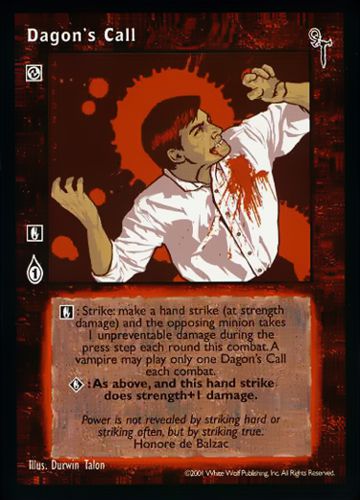 Dagon's Call
1
: Strike: make a hand strike (at strength
damage) and the opposing minion takes
1 unpreventable damage during the
press step each round this combat. A
vampire may play only one Dagon's Call
each combat.
: As above, and this hand strike
does strength+1 damage.
Power is not revealed by striking hard or
striking often, but by striking true.
Honore de Balzac
Illus. Durwin Talon
©2001 White Wolf Publishing, Inc. All Rights Reserved.